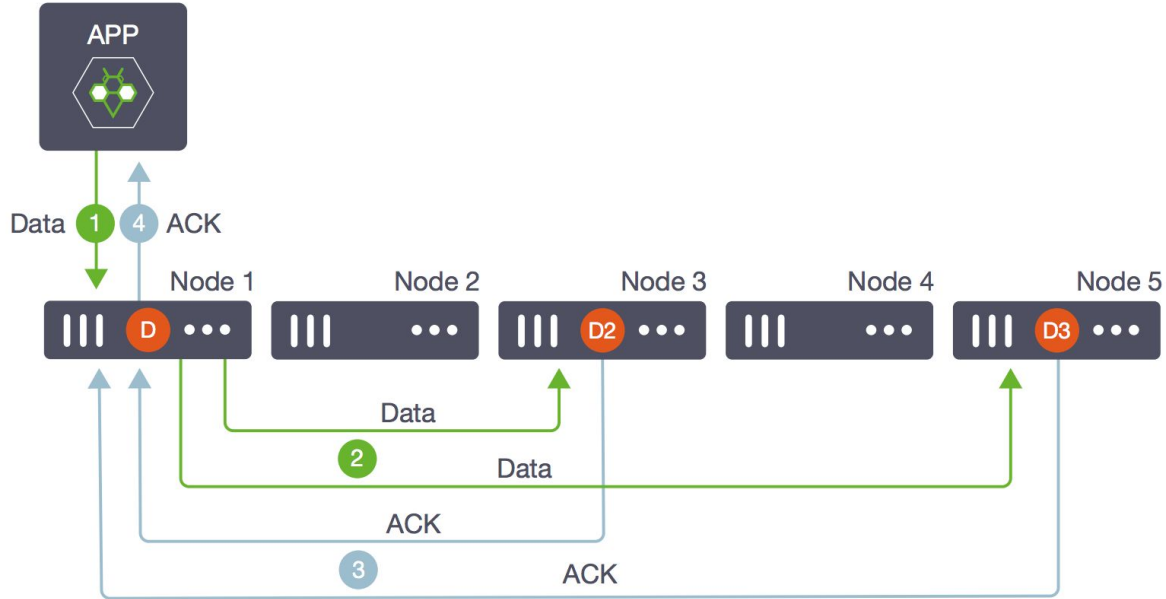 APP
Data 1 4 ACK
Node 1 Node 2 Node 3 Node 4 Node 5
D D2 D3
Data
2
Data
ACK
3
ACK